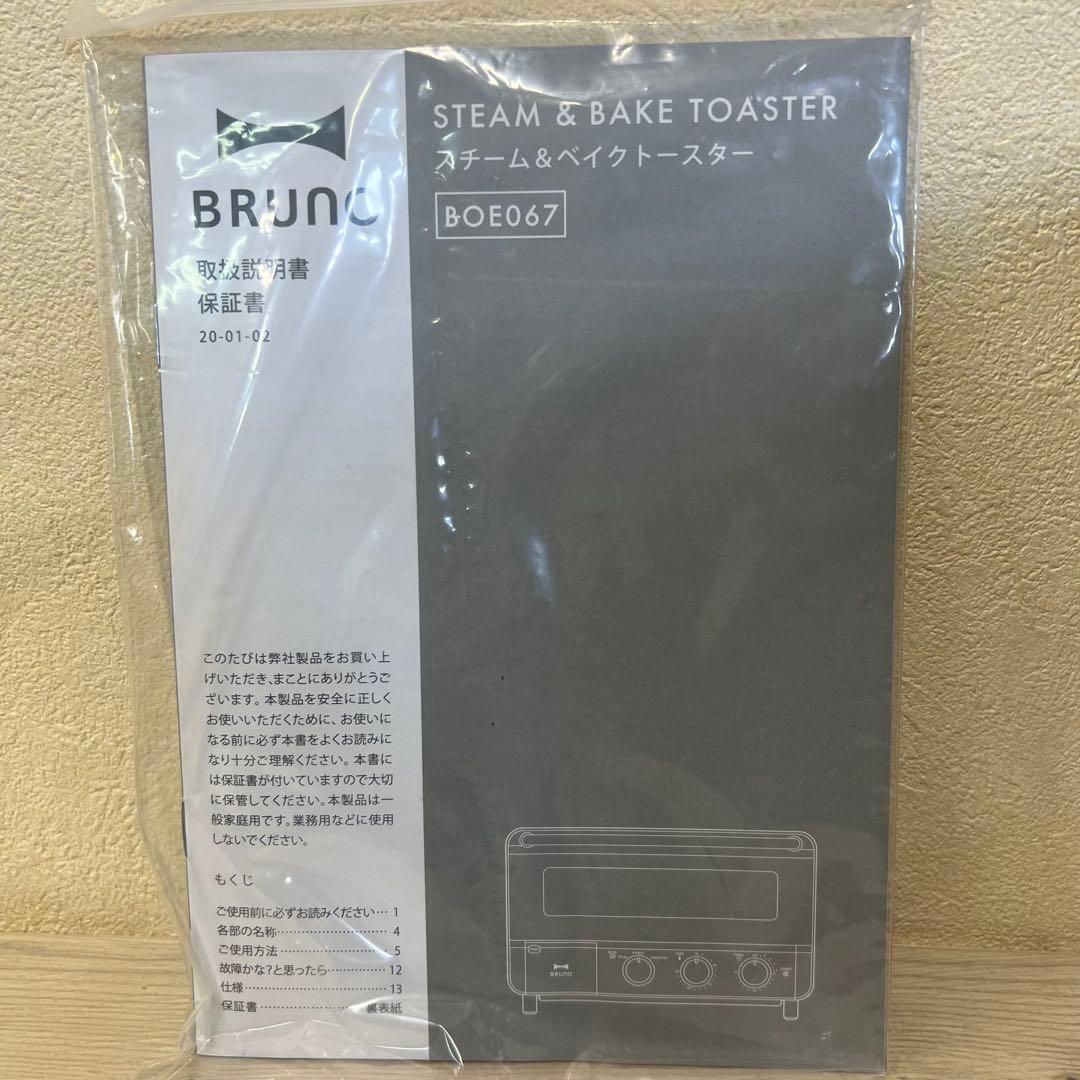 BRUNO
取扱説明書
保証書
20-01-02
STEAM & BAKE TOASTER
スチーム&ベイクトースター
BOE067
このたびは弊社製品をお買い上
げいただき、まことにありがとうご
ざいます。本製品を安全に正しく
お使いいただくために、お使いに
なる前に必ず本書をよくお読みに
なり十分ご理解ください。本書に
は保証書が付いていますので大切
に保管してください。本製品は一
般家庭用です。業務用などに使用
しないでください。
もくじ
ご使用前に必ずお読みください… 1
各部の名称……………………… 4
ご使用方法……………………… 5
故障かな?と思ったら…………… 12
仕様……………………………… 13
保証書……………………… 裏表紙
BRUNO